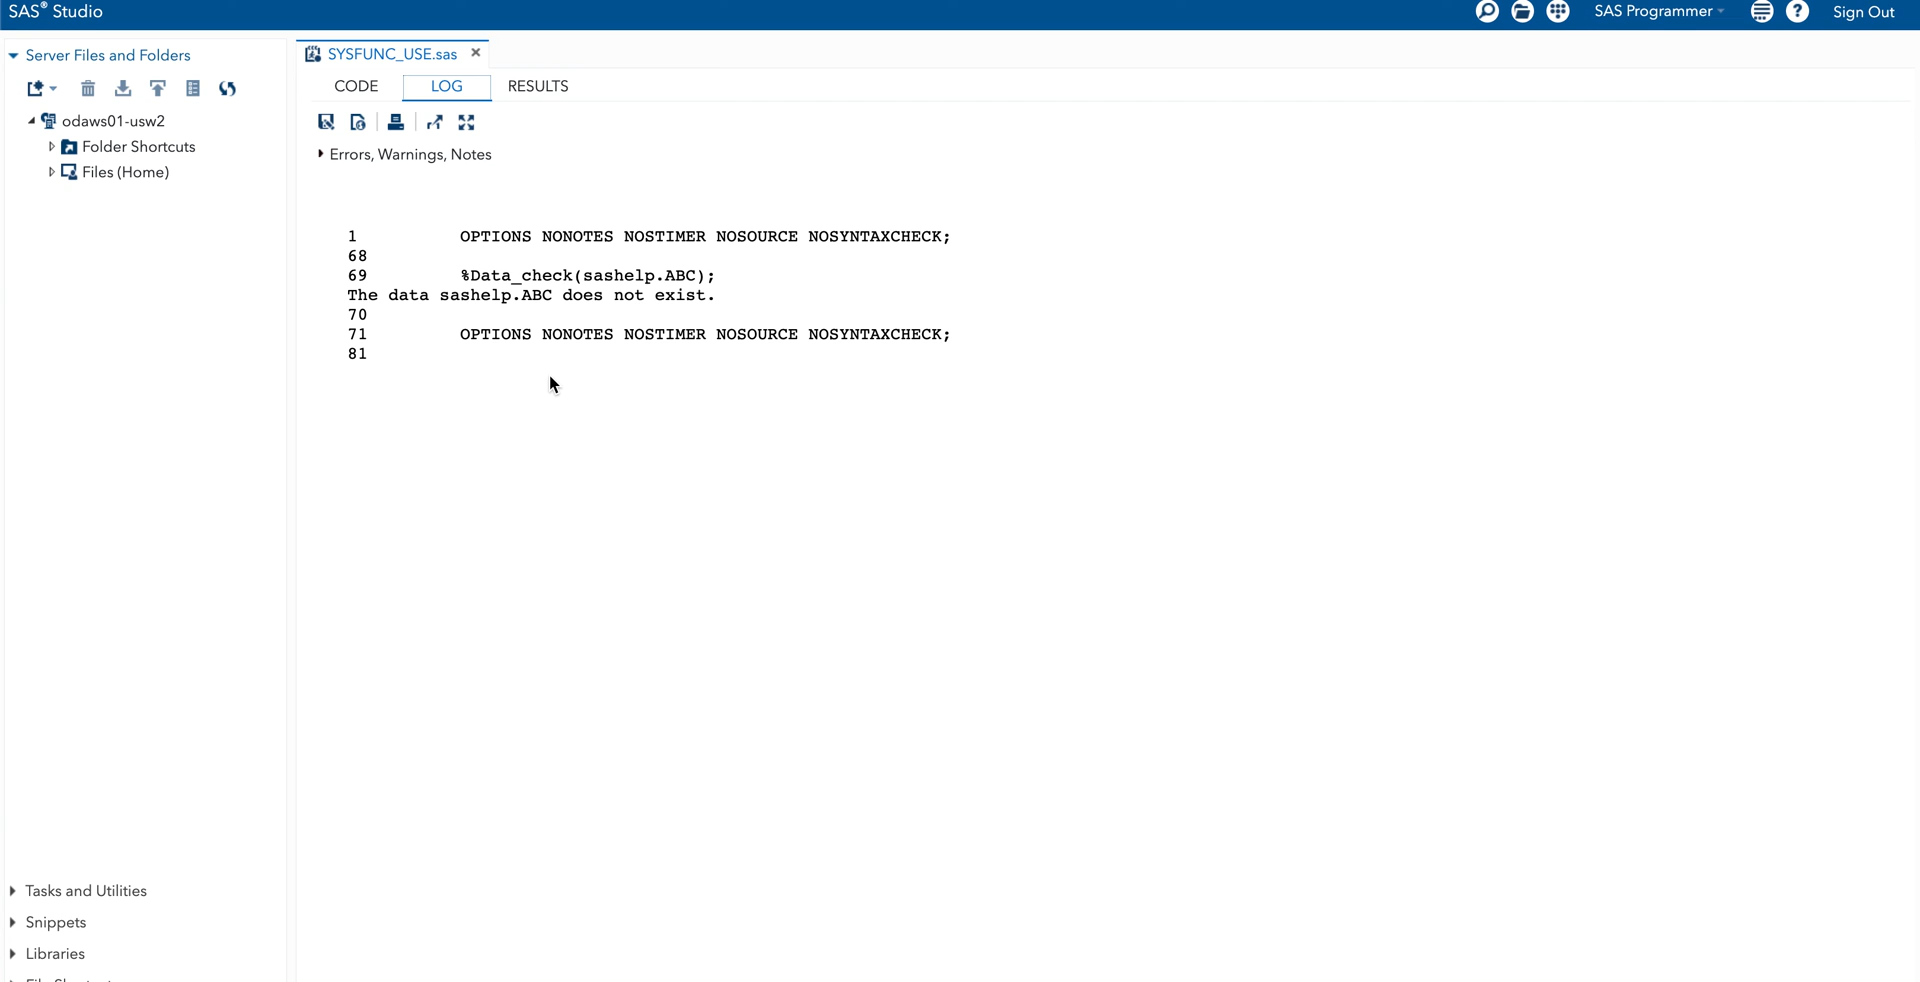 SAS® Studio
SAS Programmer
Sign Out
Server Files and Folders
odaws01-usw2
Folder Shortcuts
Files (Home)
Tasks and Utilities
Snippets
Libraries
SYSFUNC_USE.sas
CODE LOG RESULTS
Errors, Warnings, Notes
1 OPTIONS NONOTES NOSTIMER NOSOURCE NOSYNTAXCHECK;
68
69 %Data_check(sashelp.ABC);
The data sashelp.ABC does not exist.
70
71 OPTIONS NONOTES NOSTIMER NOSOURCE NOSYNTAXCHECK;
81